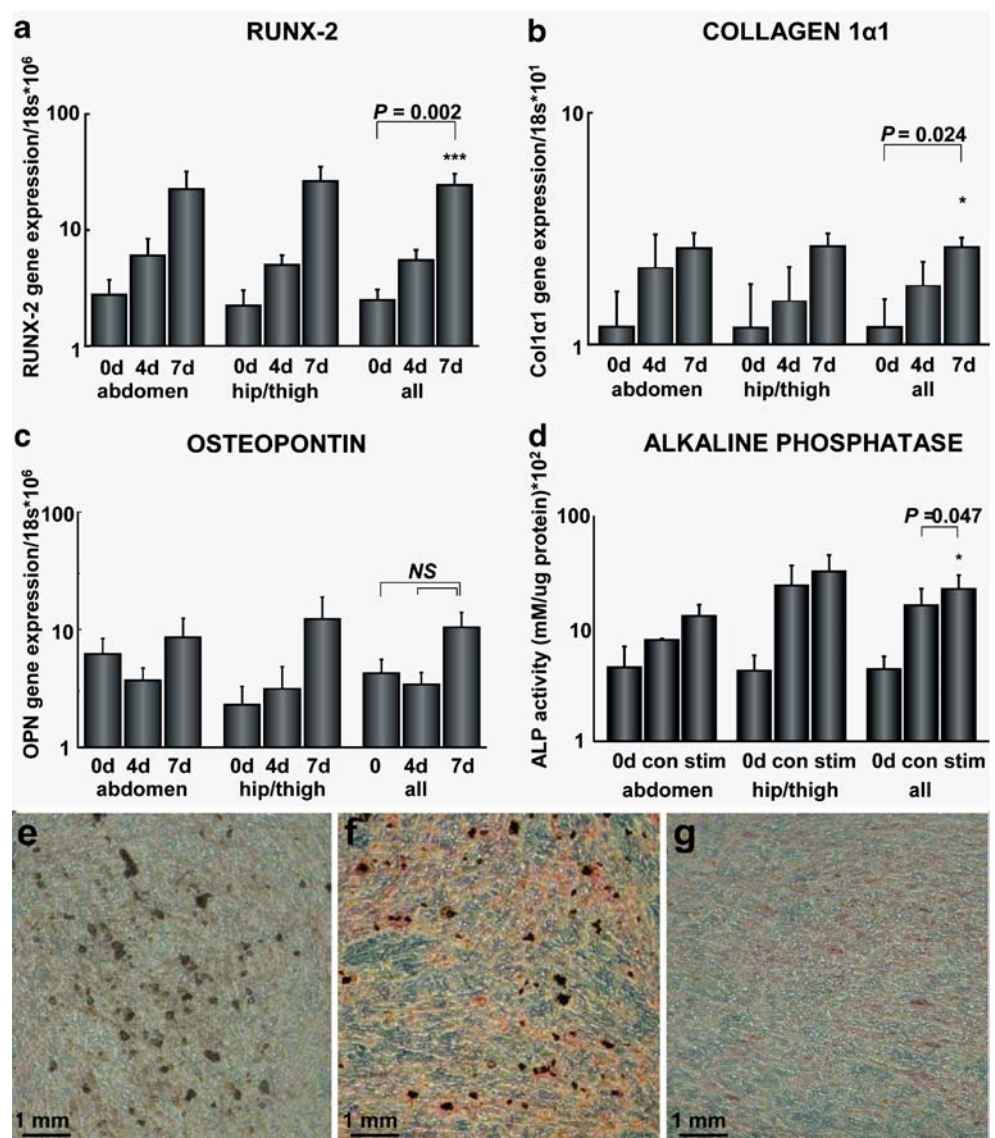 a
RUNX-2
RUNX-2 gene expression/18s*10⁶
100
10
1
P = 0.002
***
0d 4d 7d 0d 4d 7d 0d 4d 7d
abdomen hip/thigh all
b
COLLAGEN 1α1
Col1α1 gene expression/18s*10¹
10
1
P = 0.024
*
0d 4d 7d 0d 4d 7d 0d 4d 7d
abdomen hip/thigh all
c
OSTEOPONTIN
OPN gene expression/18s*10⁶
100
10
1
NS
0d 4d 7d 0d 4d 7d 0 4d 7d
abdomen hip/thigh all
d
ALKALINE PHOSPHATASE
ALP activity (mM/ug protein)*10²
100
10
1
P =0.047
*
0d con stim 0d con stim 0d con stim
abdomen hip/thigh all
e
1 mm
f
1 mm
g
1 mm